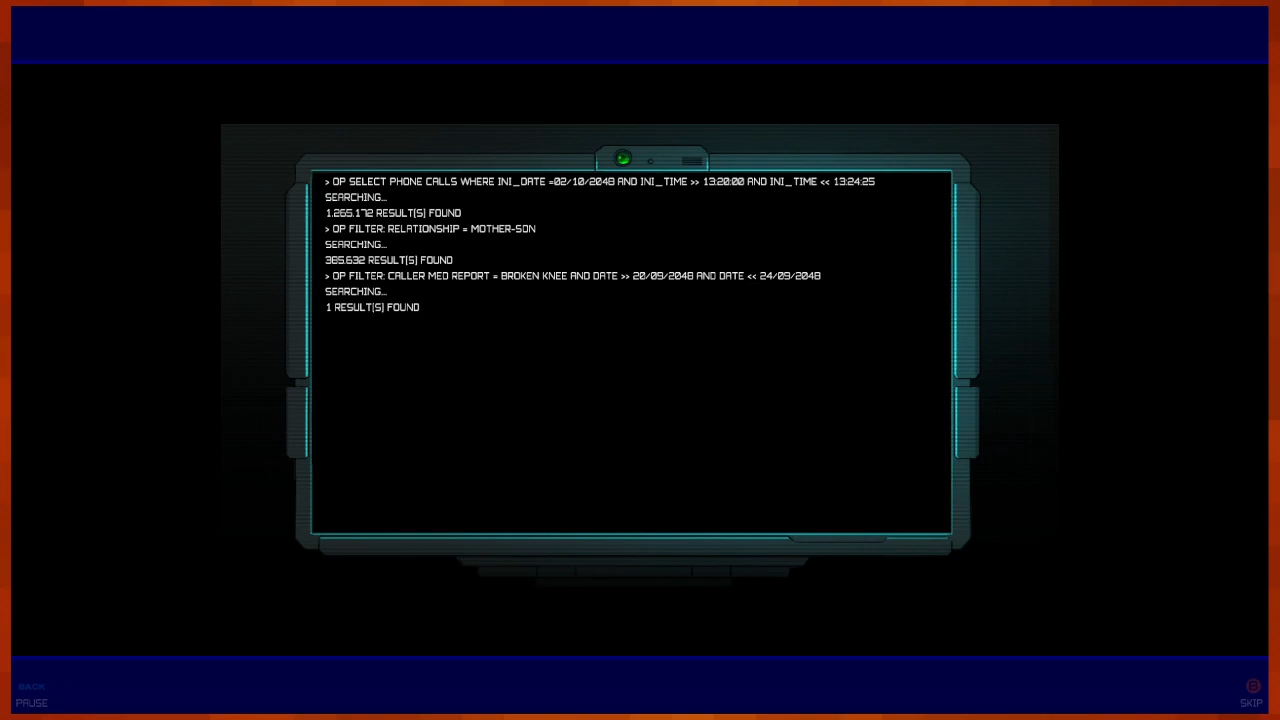 > OP SELECT PHONE CALLS WHERE INI_DATE =02/10/2048 AND INI_TIME >> 13:20:00 AND INI_TIME << 13:24:25
SEARCHING...
1.265.172 RESULT(S) FOUND
> OP FILTER: RELATIONSHIP = MOTHER-SON
SEARCHING...
385.632 RESULT(S) FOUND
> OP FILTER: CALLER MED REPORT = BROKEN KNEE AND DATE >> 20/09/2048 AND DATE << 24/09/2048
SEARCHING...
1 RESULT(S) FOUND
BACK
PAUSE
B
SKIP